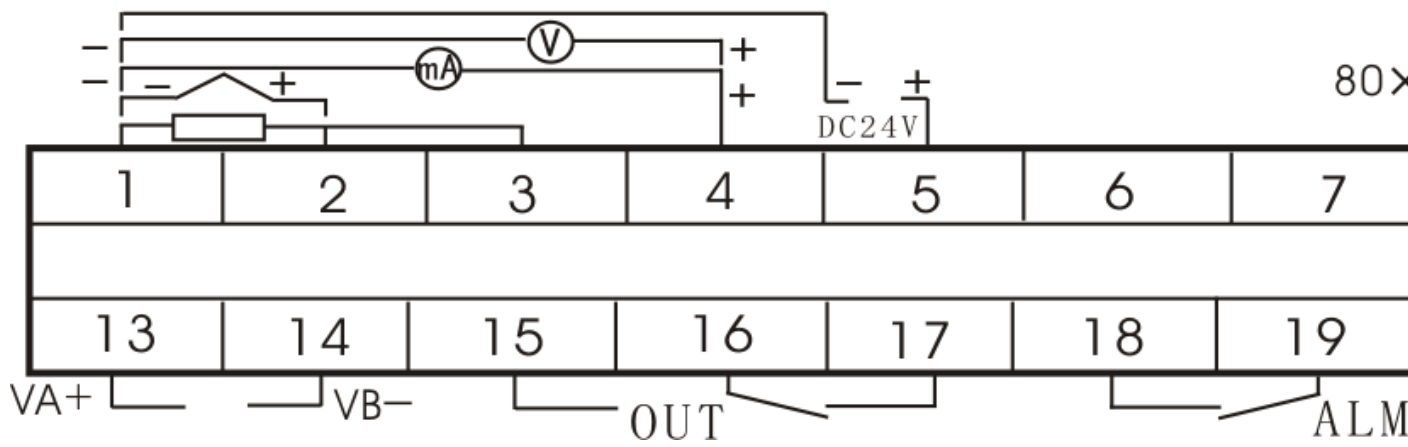 − V +
− mA +
− + − + 80×
DC24V
1 2 3 4 5 6 7
13 14 15 16 17 18 19
VA+ VB− OUT ALM